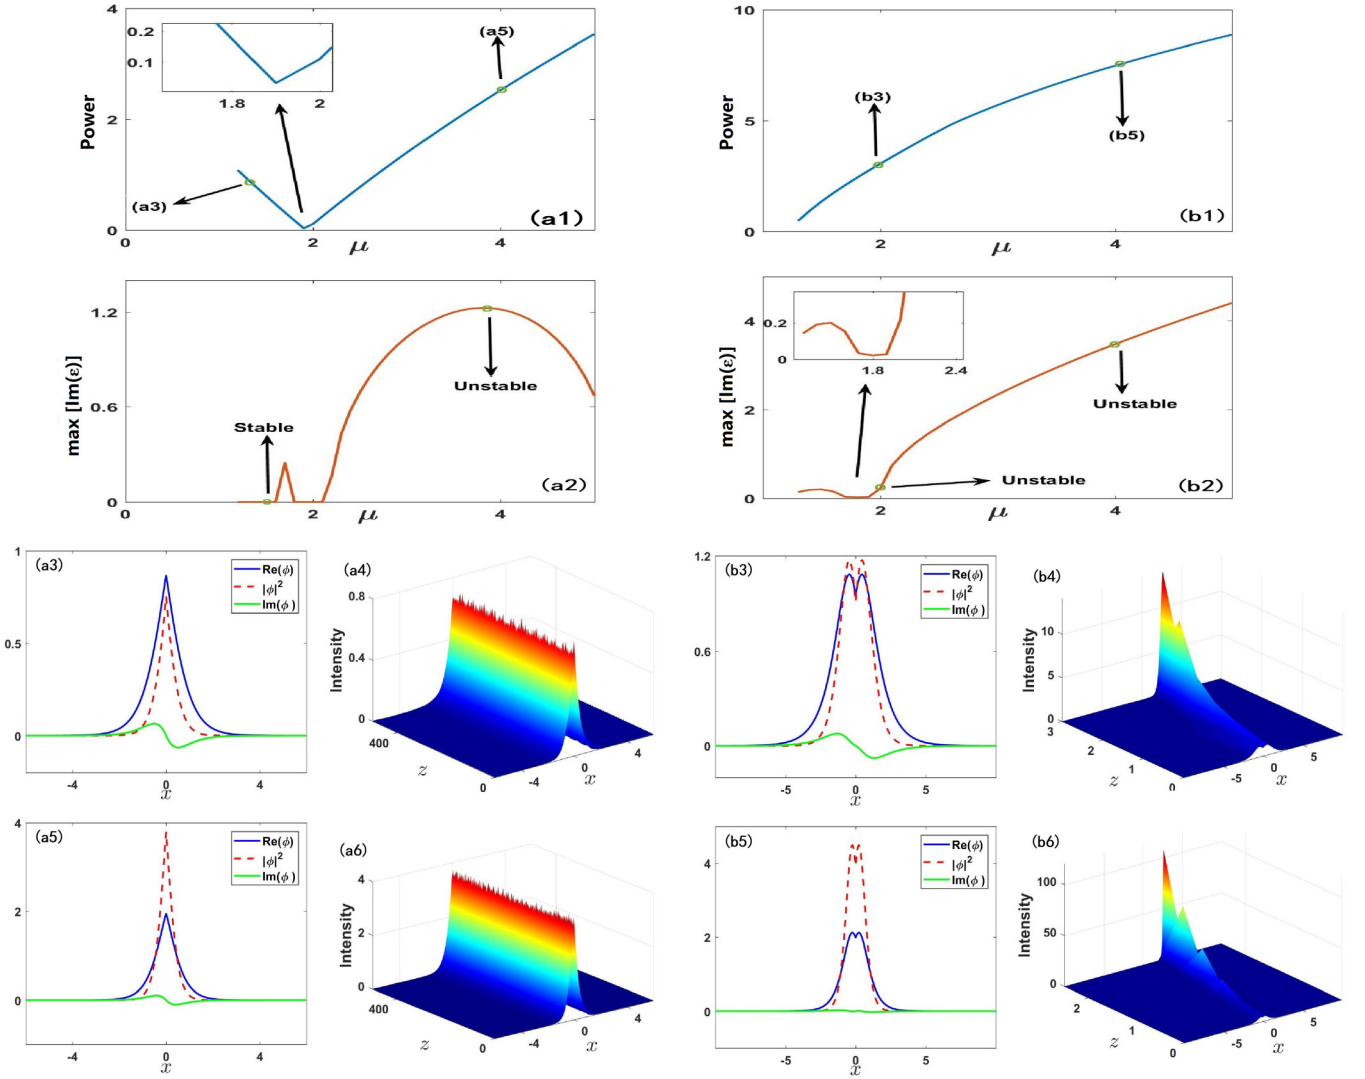 4
2
0
Power
0.2
0.1
1.8
2
(a5)
(a3)
(a1)
0
2
μ
4
10
5
0
Power
(b3)
(b5)
(b1)
2
μ
4
1.2
0.6
0
max [Im(ε)]
Stable
Unstable
(a2)
0
2
μ
4
4
2
0
max [Im(ε)]
0.2
0
1.8
2.4
Unstable
Unstable
(b2)
2
μ
4
(a3)
1
0.5
0
Re(ϕ)
|ϕ|²
Im(ϕ )
-4
0
4
x
(a4)
0.8
0.4
0
Intensity
400
z
0
-4
0
4
x
(b3)
1.2
0.6
0
Re(ϕ)
|ϕ|²
Im(ϕ )
-5
0
5
x
(b4)
10
5
0
Intensity
3
2
1
0
z
-5
0
5
x
(a5)
4
2
0
Re(ϕ)
|ϕ|²
Im(ϕ )
-4
0
4
x
(a6)
4
2
0
Intensity
400
z
0
-4
0
4
x
(b5)
4
2
0
Re(ϕ)
|ϕ|²
Im(ϕ )
-5
0
5
x
(b6)
100
50
0
Intensity
2
1
0
z
-5
0
5
x